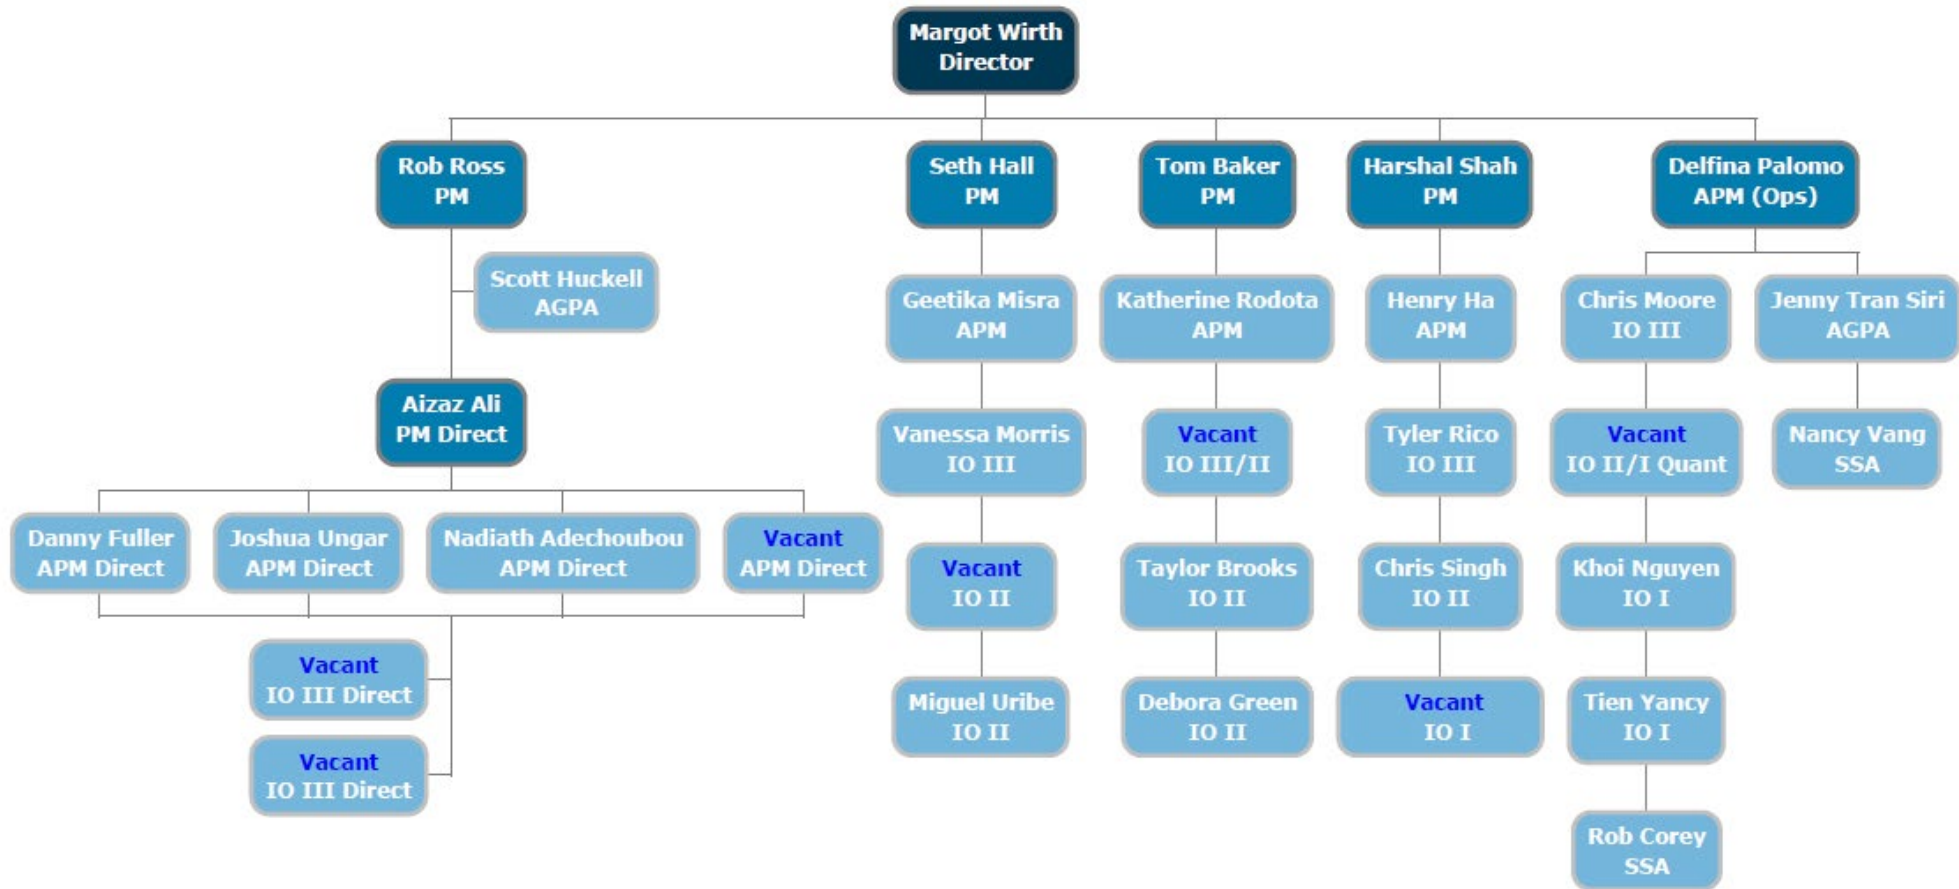 Margot Wirth
Director
Rob Ross
PM
Seth Hall
PM
Tom Baker
PM
Harshal Shah
PM
Delfina Palomo
APM (Ops)
Scott Huckell
AGPA
Geetika Misra
APM
Katherine Rodota
APM
Henry Ha
APM
Chris Moore
IO III
Jenny Tran Siri
AGPA
Aizaz Ali
PM Direct
Vanessa Morris
IO III
Vacant
IO III/II
Tyler Rico
IO III
Vacant
IO II/I Quant
Nancy Vang
SSA
Danny Fuller
APM Direct
Joshua Ungar
APM Direct
Nadiath Adechoubou
APM Direct
Vacant
APM Direct
Vacant
IO II
Taylor Brooks
IO II
Chris Singh
IO II
Khoi Nguyen
IO I
Vacant
IO III Direct
Miguel Uribe
IO II
Debora Green
IO II
Vacant
IO I
Tien Yancy
IO I
Vacant
IO III Direct
Rob Corey
SSA